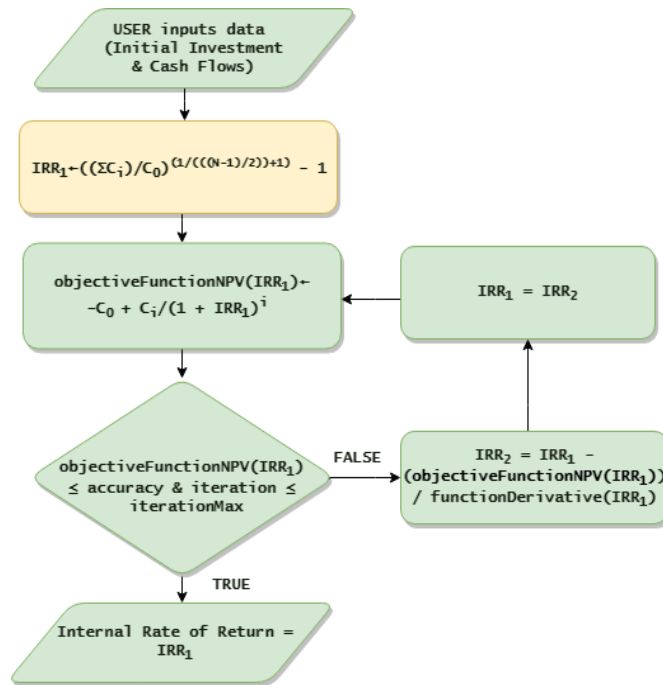 USER inputs data
(Initial Investment
& Cash Flows)
IRR₁←((ΣCᵢ)/C₀)^(1/(((N-1)/2))+1) - 1
objectiveFunctionNPV(IRR₁)←
-C₀ + Cᵢ/(1 + IRR₁)ⁱ
IRR₁ = IRR₂
objectiveFunctionNPV(IRR₁)
≤ accuracy & iteration ≤
iterationMax
FALSE
IRR₂ = IRR₁ -
(objectiveFunctionNPV(IRR₁))
/ functionDerivative(IRR₁)
TRUE
Internal Rate of Return =
IRR₁